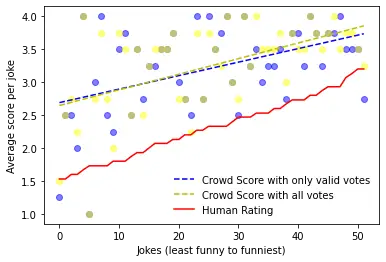 4.0
3.5
3.0
2.5
2.0
1.5
1.0
Average score per joke
Crowd Score with only valid votes
Crowd Score with all votes
Human Rating
0 10 20 30 40 50
Jokes (least funny to funniest)